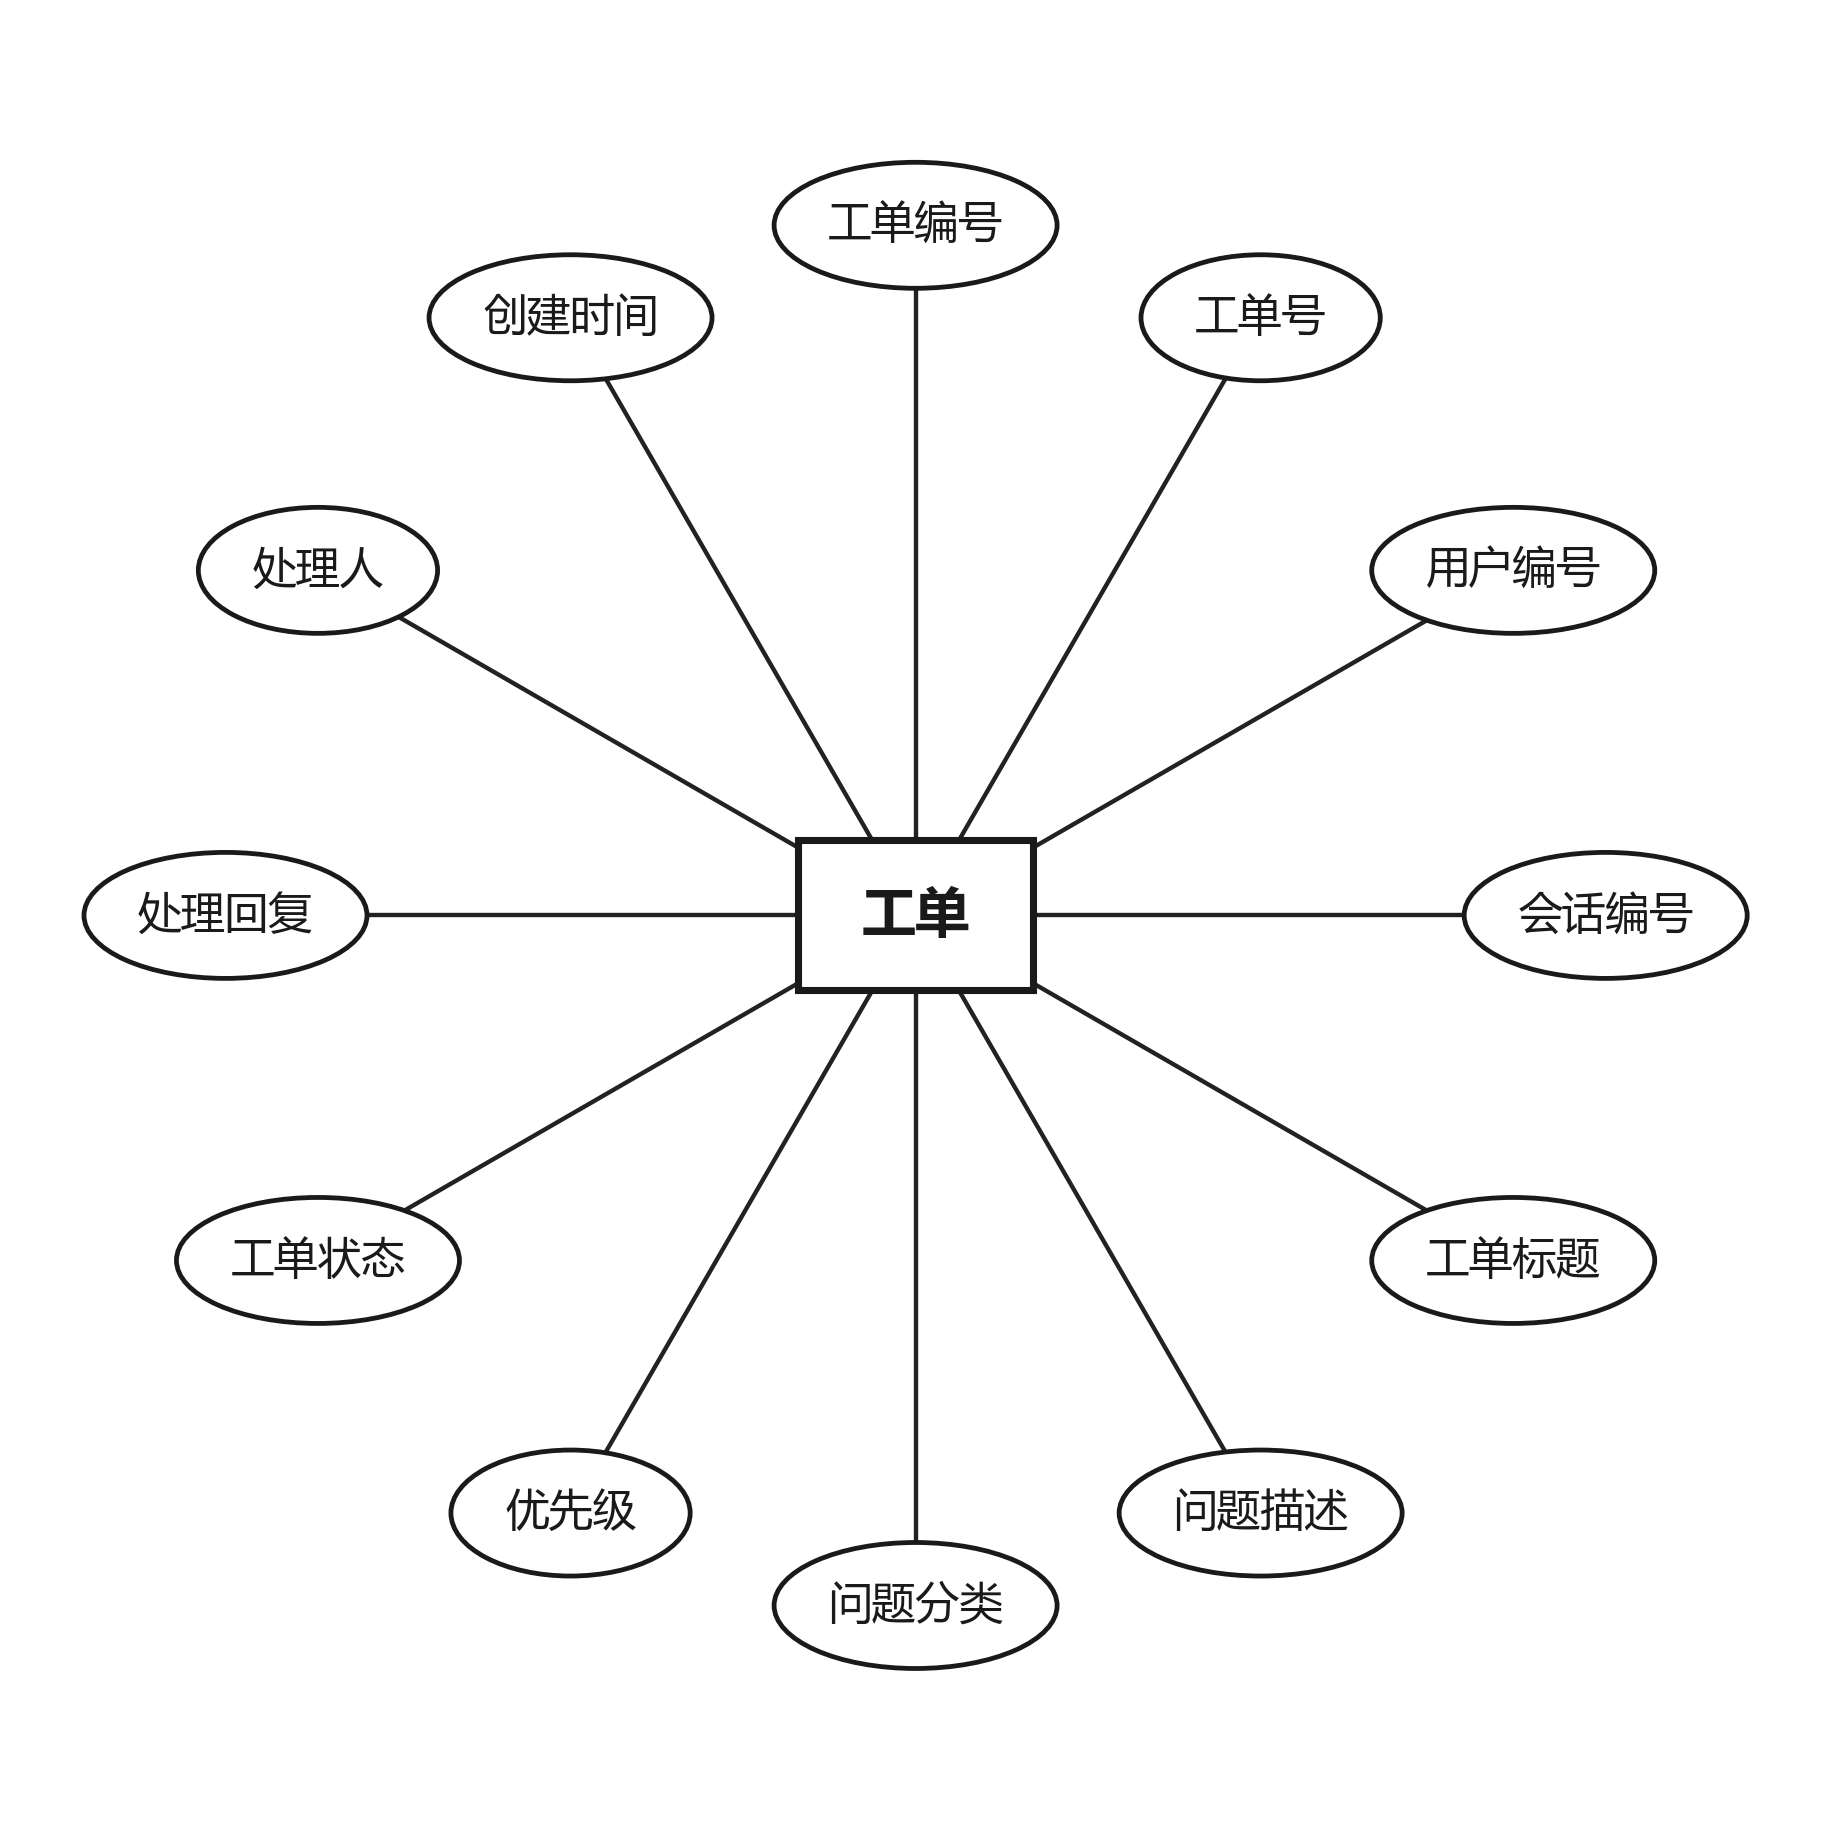 工单编号
创建时间
工单号
处理人
用户编号
处理回复
工单
会话编号
工单状态
工单标题
优先级
问题描述
问题分类